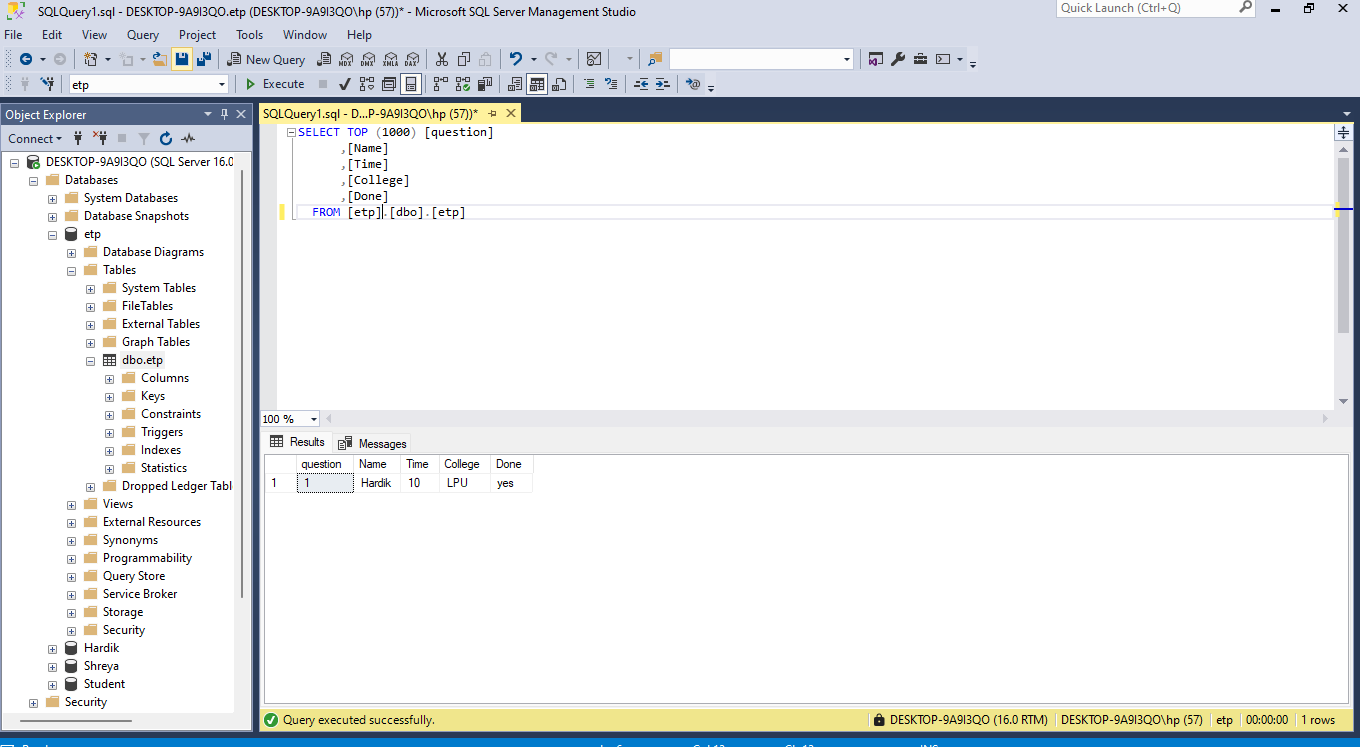 SQLQuery1.sql - DESKTOP-9A9I3QO.etp (DESKTOP-9A9I3QO\hp (57))* - Microsoft SQL Server Management Studio
Quick Launch (Ctrl+Q)
File Edit View Query Project Tools Window Help
New Query
MDX DMX XMLA DAX
etp
Execute
Object Explorer
Connect
DESKTOP-9A9I3QO (SQL Server 16.0
Databases
System Databases
Database Snapshots
etp
Database Diagrams
Tables
System Tables
FileTables
External Tables
Graph Tables
dbo.etp
Columns
Keys
Constraints
Triggers
Indexes
Statistics
Dropped Ledger Tabl
Views
External Resources
Synonyms
Programmability
Query Store
Service Broker
Storage
Security
Hardik
Shreya
Student
Security
SQLQuery1.sql - D...P-9A9I3QO\hp (57))*
SELECT TOP (1000) [question]
,[Name]
,[Time]
,[College]
,[Done]
FROM [etp].[dbo].[etp]
100 %
Results Messages
question Name Time College Done
1 1 Hardik 10 LPU yes
Query executed successfully.
DESKTOP-9A9I3QO (16.0 RTM) DESKTOP-9A9I3QO\hp (57) etp 00:00:00 1 rows